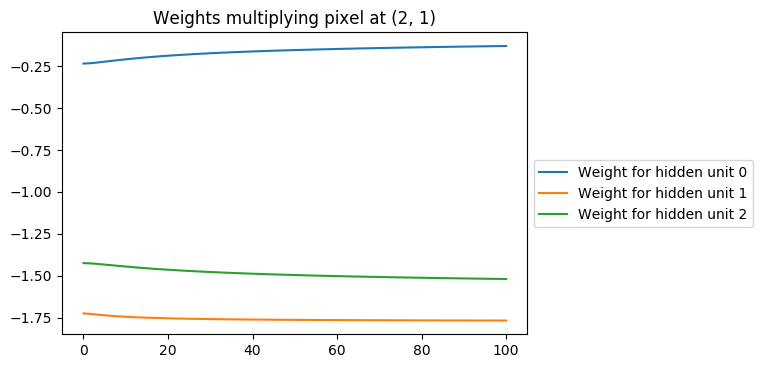 Weights multiplying pixel at (2, 1)
−0.25
−0.50
−0.75
−1.00
−1.25
−1.50
−1.75
0 20 40 60 80 100
Weight for hidden unit 0
Weight for hidden unit 1
Weight for hidden unit 2